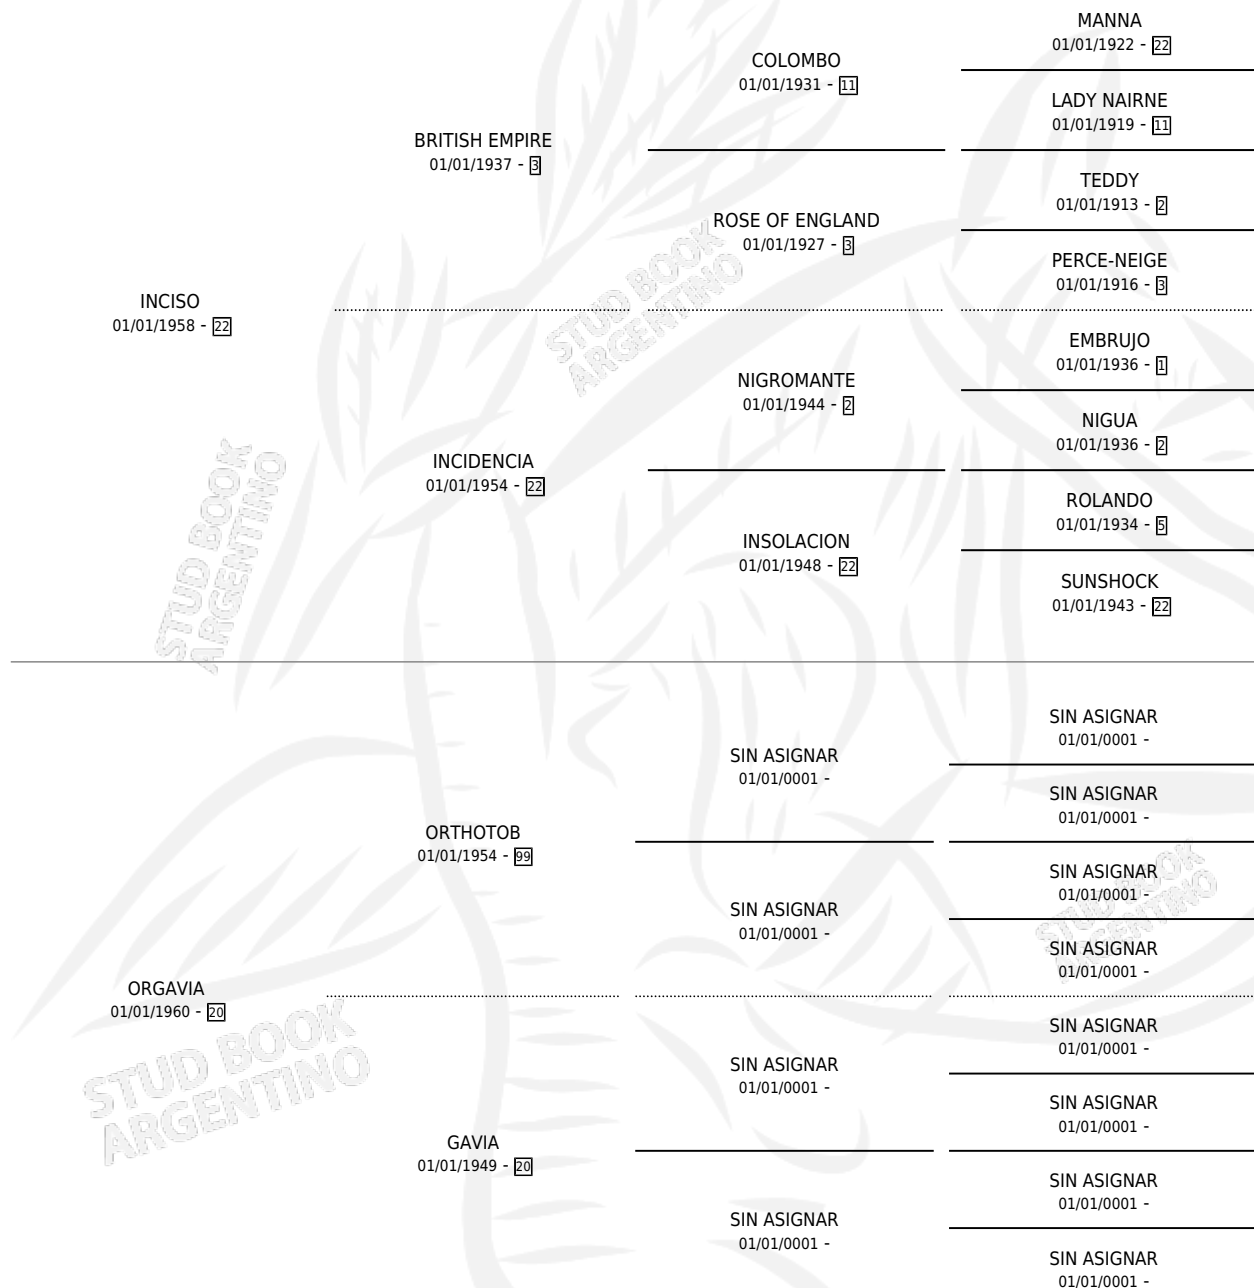 MANNA
01/01/1922 - 22
COLOMBO
01/01/1931 - 11
LADY NAIRNE
01/01/1919 - 11
BRITISH EMPIRE
01/01/1937 - 3
TEDDY
01/01/1913 - 2
ROSE OF ENGLAND
01/01/1927 - 3
PERCE-NEIGE
01/01/1916 - 3
INCISO
01/01/1958 - 22
EMBRUJO
01/01/1936 - 1
NIGROMANTE
01/01/1944 - 2
NIGUA
01/01/1936 - 2
INCIDENCIA
01/01/1954 - 22
ROLANDO
01/01/1934 - 5
INSOLACION
01/01/1948 - 22
SUNSHOCK
01/01/1943 - 22
STUD BOOK
ARGENTINO
STUD BOOK
ARGENTINO
SIN ASIGNAR
01/01/0001 -
SIN ASIGNAR
01/01/0001 -
SIN ASIGNAR
01/01/0001 -
ORTHOTOB
01/01/1954 - 99
SIN ASIGNAR
01/01/0001 -
SIN ASIGNAR
01/01/0001 -
SIN ASIGNAR
01/01/0001 -
ORGAVIA
01/01/1960 - 20
SIN ASIGNAR
01/01/0001 -
SIN ASIGNAR
01/01/0001 -
SIN ASIGNAR
01/01/0001 -
GAVIA
01/01/1949 - 20
SIN ASIGNAR
01/01/0001 -
SIN ASIGNAR
01/01/0001 -
SIN ASIGNAR
01/01/0001 -
STUD BOOK
ARGENTINO
STUD BOOK
ARGENTINO